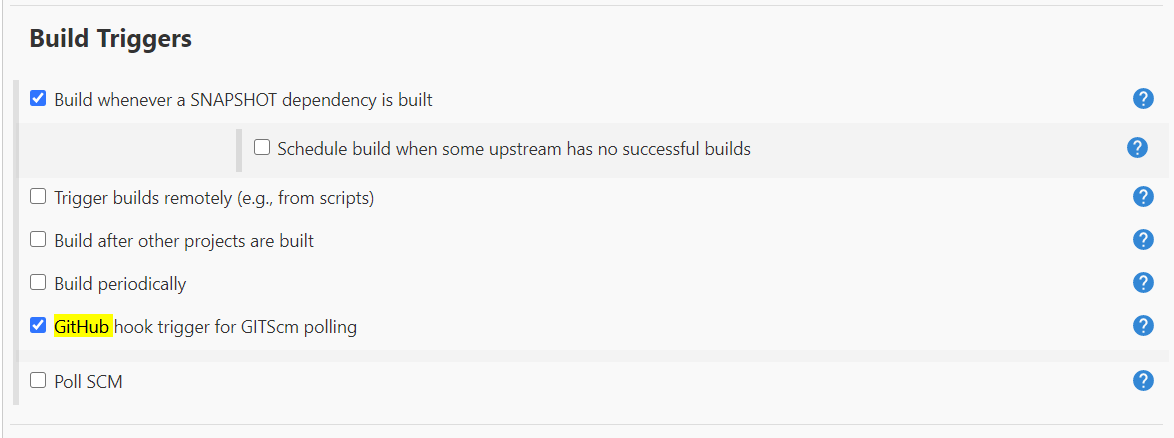 Build Triggers
Build whenever a SNAPSHOT dependency is built
Schedule build when some upstream has no successful builds
Trigger builds remotely (e.g., from scripts)
Build after other projects are built
Build periodically
GitHub hook trigger for GITScm polling
Poll SCM